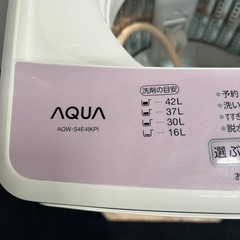 AQUA
AQW-S4E4(KP)
洗剤の目安
42L
37L
30L
16L
予約
洗い
すすぎ
脱水
選ぶ
お